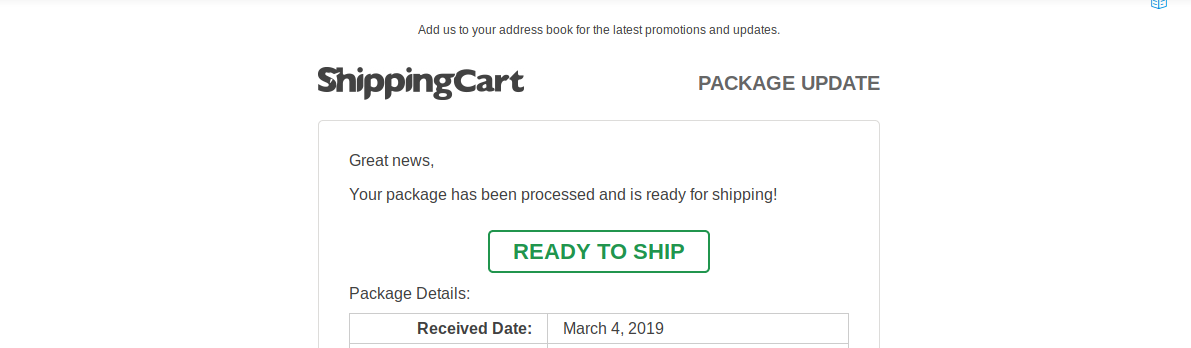 Add us to your address book for the latest promotions and updates.
ShippingCart
PACKAGE UPDATE
Great news,
Your package has been processed and is ready for shipping!
READY TO SHIP
Package Details:
Received Date: March 4, 2019